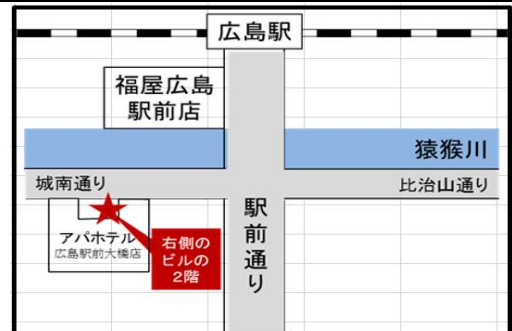 広島駅
福屋広島
駅前店
猿猴川
城南通り
比治山通り
駅前通り
アパホテル
広島駅前大橋店
右側の
ビルの
2階